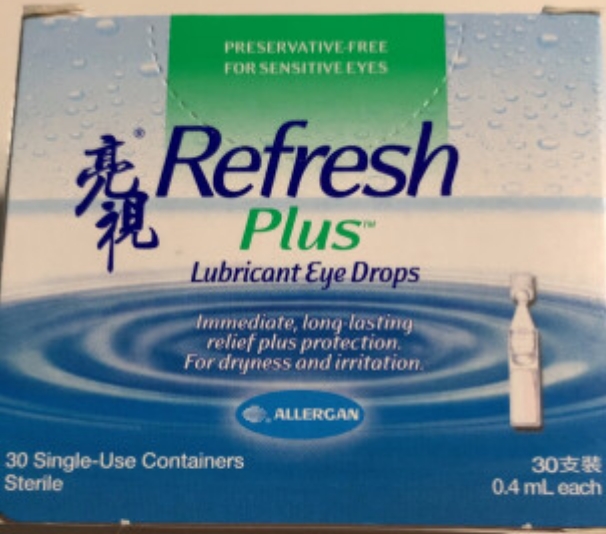 PRESERVATIVE-FREE
FOR SENSITIVE EYES
亮視® Refresh
Plus™
Lubricant Eye Drops
Immediate, long-lasting
relief plus protection.
For dryness and irritation.
ALLERGAN
30 Single-Use Containers
30支裝
Sterile
0.4 mL each